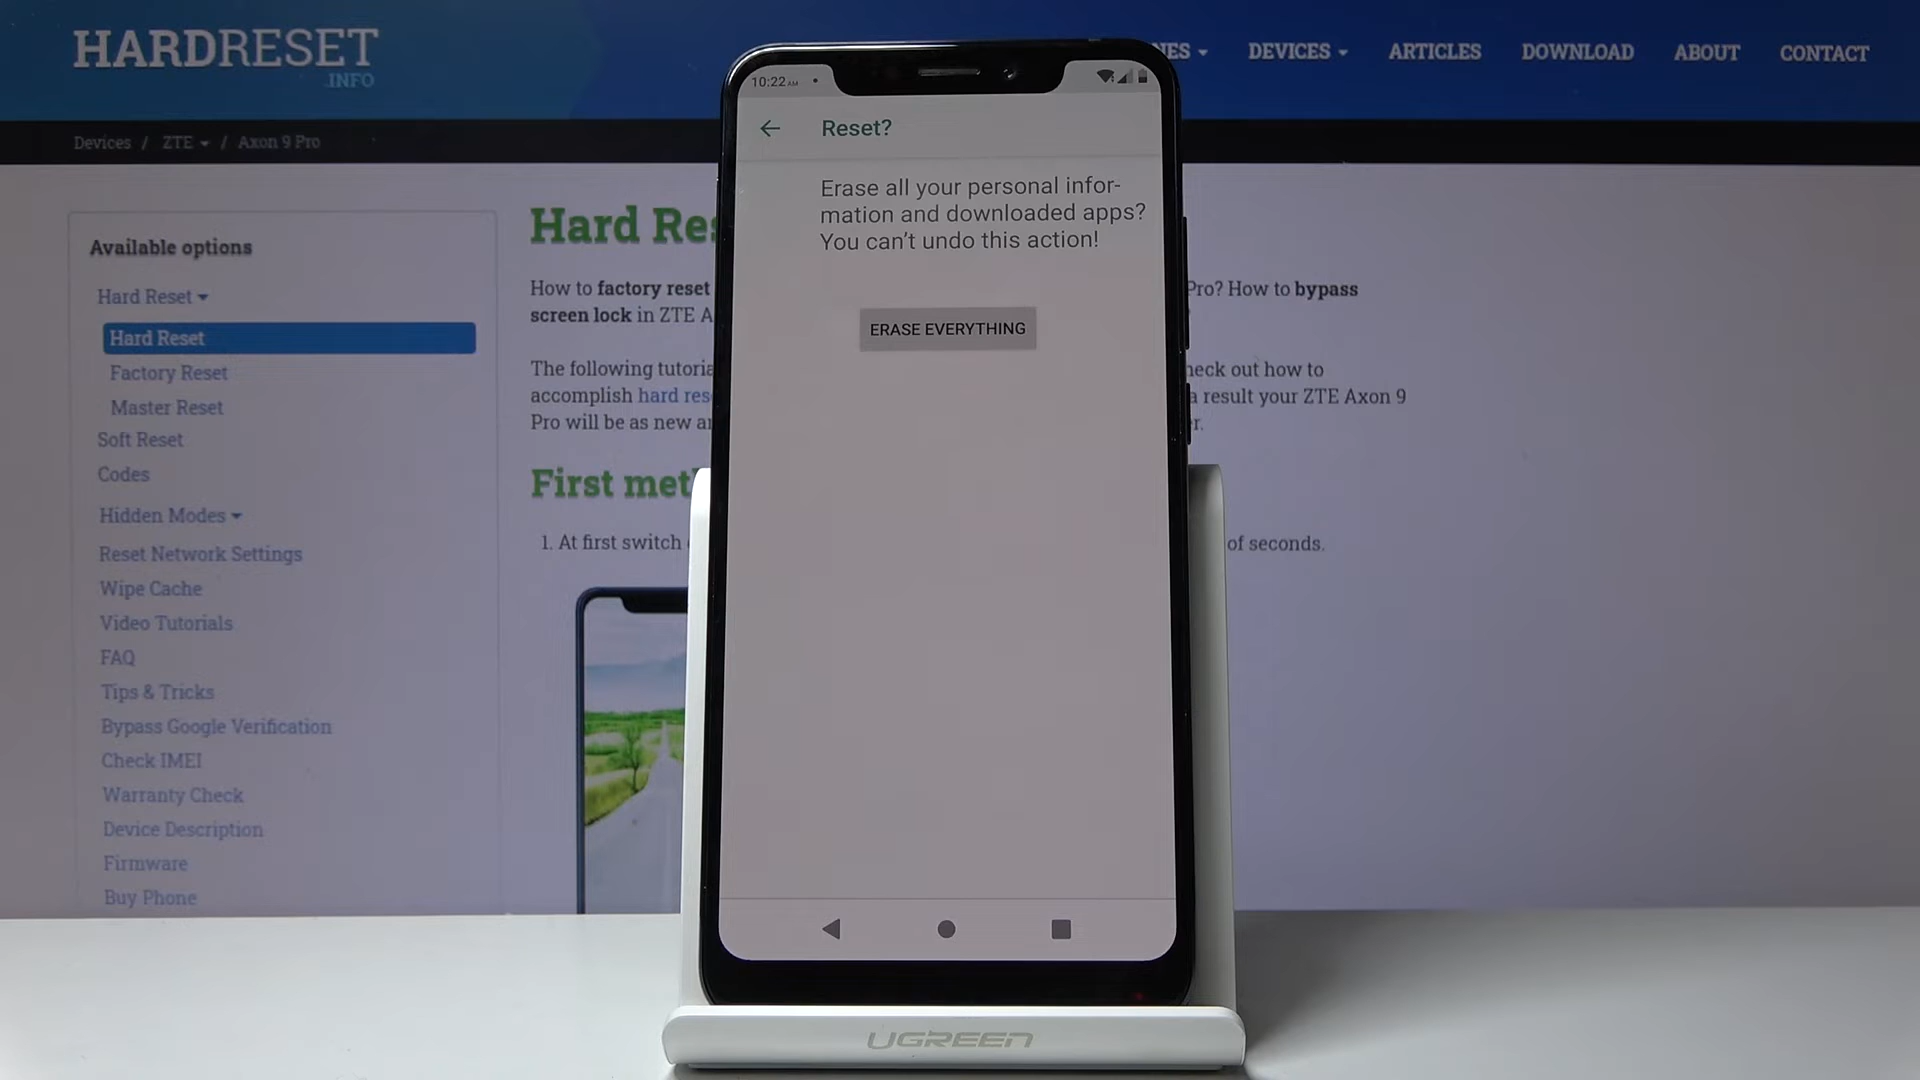 HARDRESET
.INFO
NES
DEVICES
ARTICLES
DOWNLOAD
ABOUT
CONTACT
Devices / ZTE / Axon 9 Pro
Available options
Hard Reset
Hard Reset
Factory Reset
Master Reset
Soft Reset
Codes
Hidden Modes
Reset Network Settings
Wipe Cache
Video Tutorials
FAQ
Tips & Tricks
Bypass Google Verification
Check IMEI
Warranty Check
Device Description
Firmware
Buy Phone
Hard Res
How to factory reset Pro? How to bypass
screen lock in ZTE A
The following tutoria heck out how to
accomplish hard res a result your ZTE Axon 9
Pro will be as new an r.
First met
1. At first switch of seconds.
10:22 AM
Reset?
Erase all your personal infor-
mation and downloaded apps?
You can't undo this action!
ERASE EVERYTHING
UGREEN